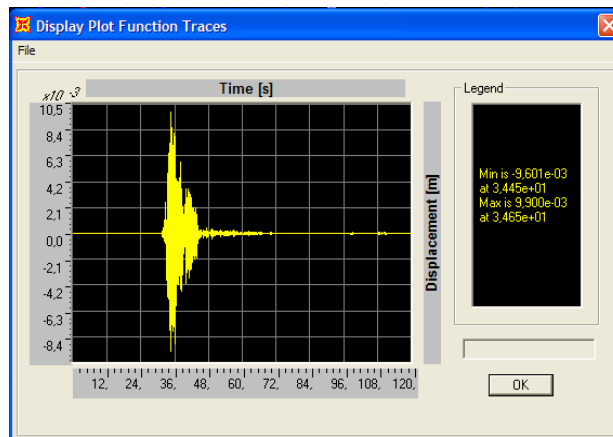 Display Plot Function Traces
File
x10 -3
Time [s]
10,5
8,4
6,3
4,2
2,1
0,0
-2,1
-4,2
-6,3
-8,4
12, 24, 36, 48, 60, 72, 84, 96, 108, 120,
Displacement [m]
Legend
Min is -9,601e-03
at 3,445e+01
Max is 9,900e-03
at 3,465e+01
OK